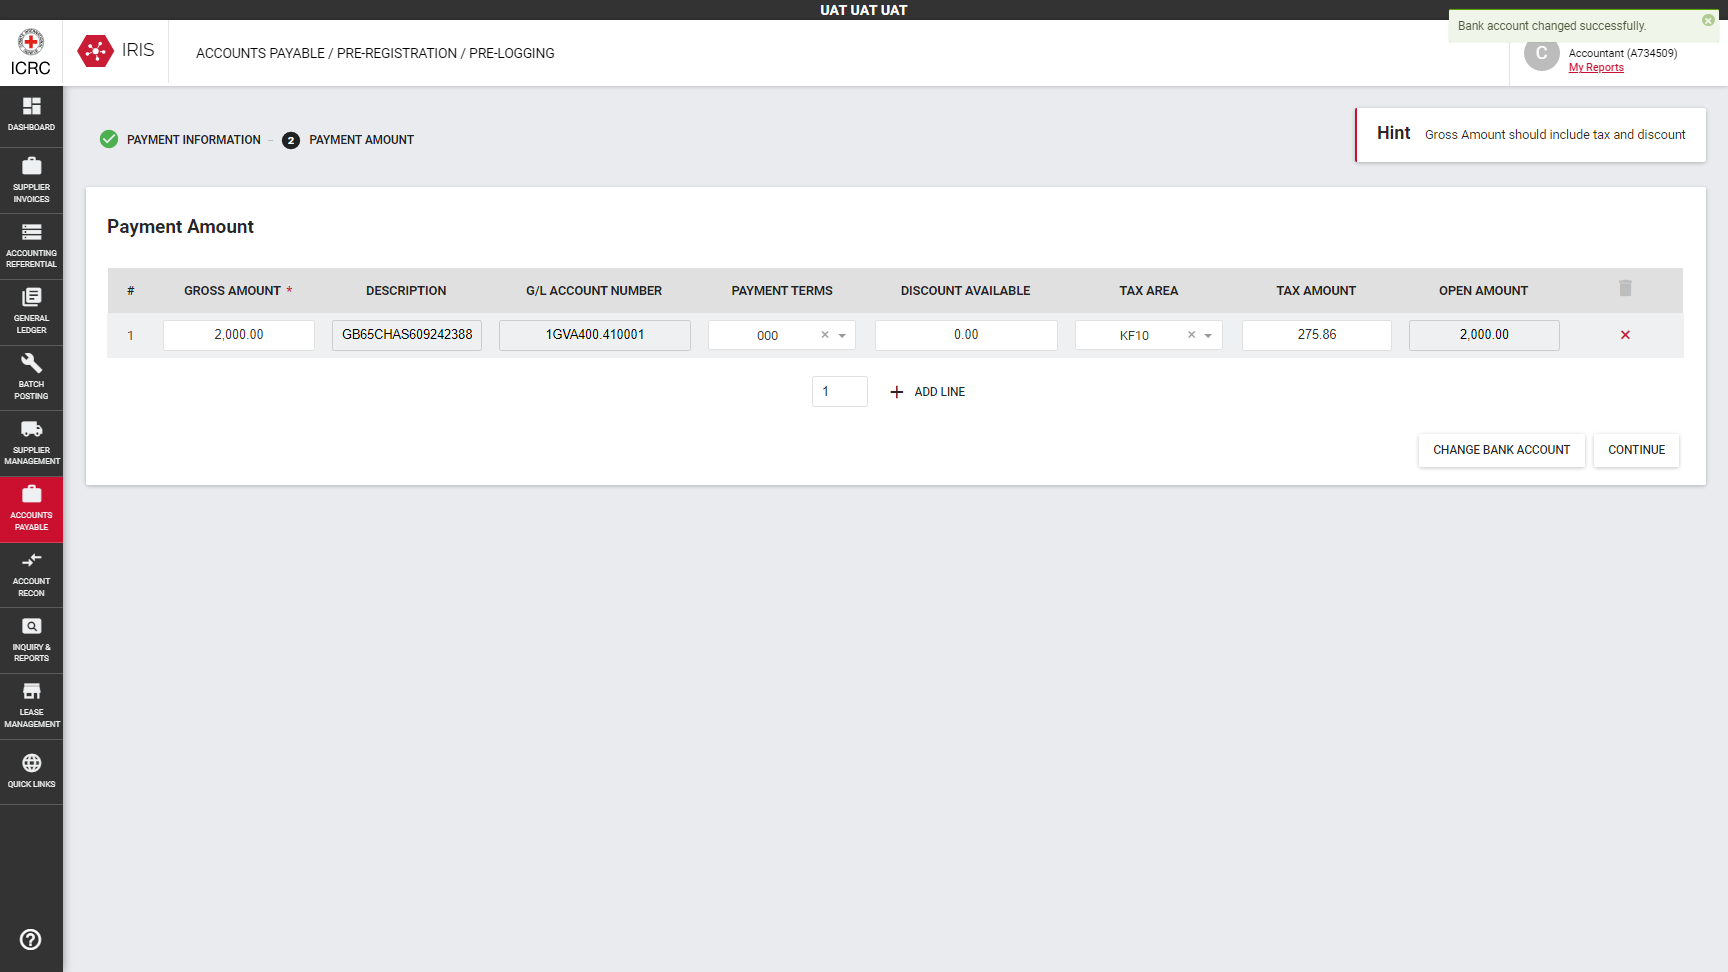 UAT UAT UAT
Bank account changed successfully.
ICRC
IRIS
ACCOUNTS PAYABLE / PRE-REGISTRATION / PRE-LOGGING
C
Accountant (A734509)
My Reports
DASHBOARD
SUPPLIER
INVOICES
ACCOUNTING
REFERENTIAL
GENERAL
LEDGER
BATCH
POSTING
SUPPLIER
MANAGEMENT
ACCOUNTS
PAYABLE
ACCOUNT
RECON
INQUIRY &
REPORTS
LEASE
MANAGEMENT
QUICK LINKS
PAYMENT INFORMATION – 2 PAYMENT AMOUNT
Hint Gross Amount should include tax and discount
Payment Amount
# GROSS AMOUNT * DESCRIPTION G/L ACCOUNT NUMBER PAYMENT TERMS DISCOUNT AVAILABLE TAX AREA TAX AMOUNT OPEN AMOUNT
1 2,000.00 GB65CHAS609242388 1GVA400.410001 000 × 0.00 KF10 × 275.86 2,000.00 ×
1 + ADD LINE
CHANGE BANK ACCOUNT CONTINUE